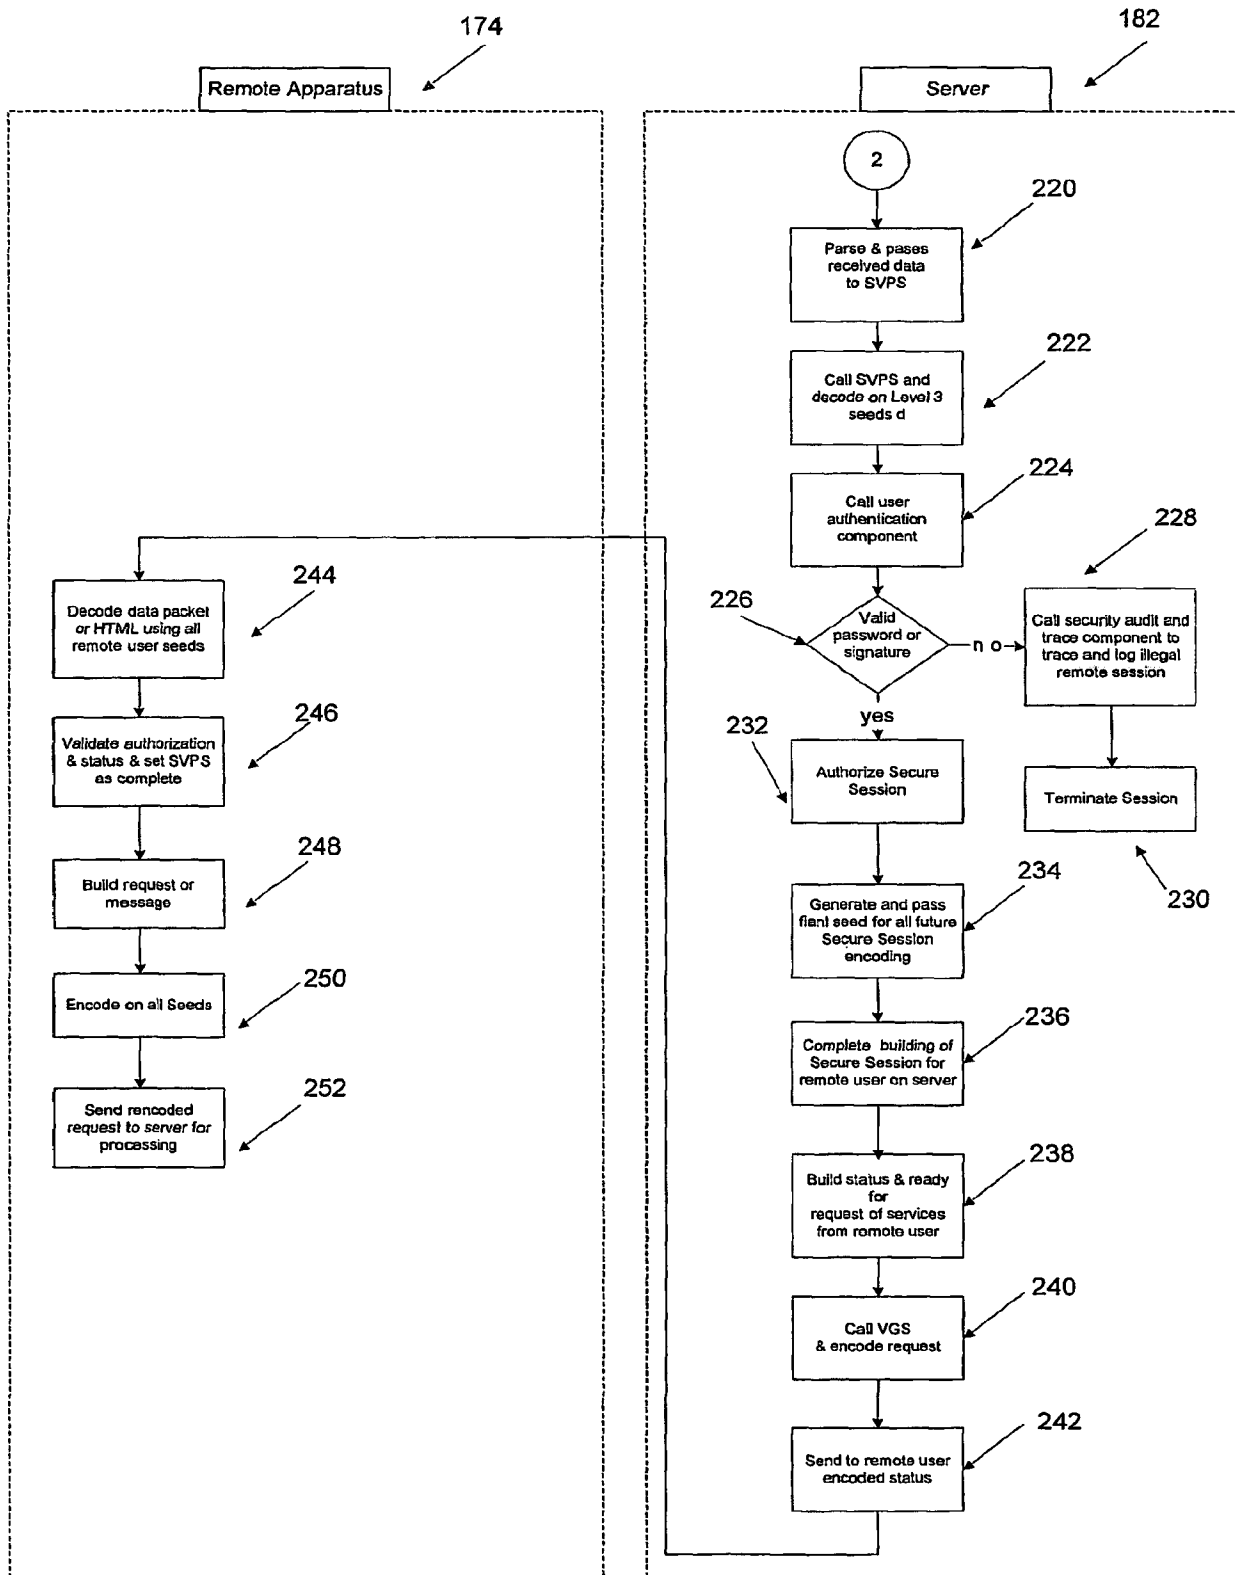 174
Remote Apparatus
182
Server
2
220
Parse & pases
received data
to SVPS
222
Call SVPS and
decode on Level 3
seeds d
224
Call user
authentication
component
226
Valid
password or
signature
no
228
Call security audit and
trace component to
trace and log illegal
remote session
yes
232
Authorize Secure
Session
Terminate Session
230
234
Generate and pass
fient seed for all future
Secure Session
encoding
236
Complete building of
Secure Session for
remote user on server
238
Build status & ready
for
request of services
from remote user
240
Call VGS
& encode request
242
Send to remote user
encoded status
244
Decode data packet
or HTML using all
remote user seeds
246
Validate authorization
& status & set SVPS
as complete
248
Build request or
message
250
Encode on all Seeds
252
Send rencoded
request to server for
processing